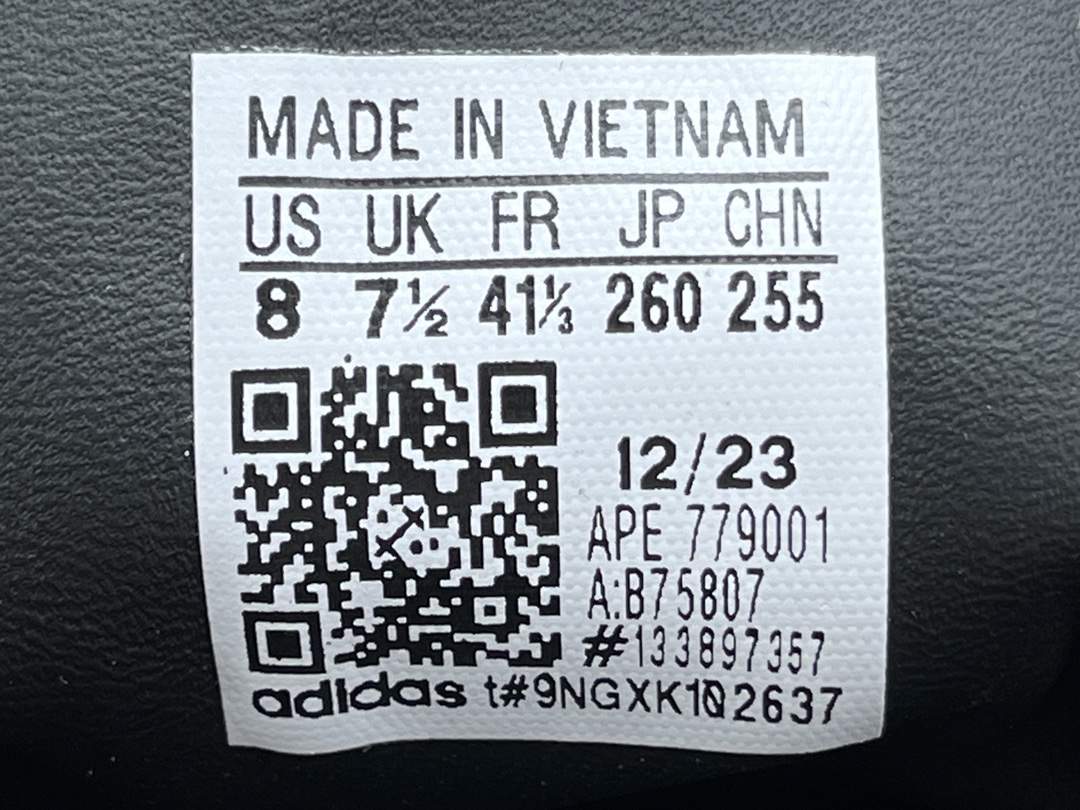 MADE IN VIETNAM
US UK FR JP CHN
8 7½ 41⅓ 260 255
12/23
APE 779001
A:B75807
#133897357
adidas t#9NGXK102637